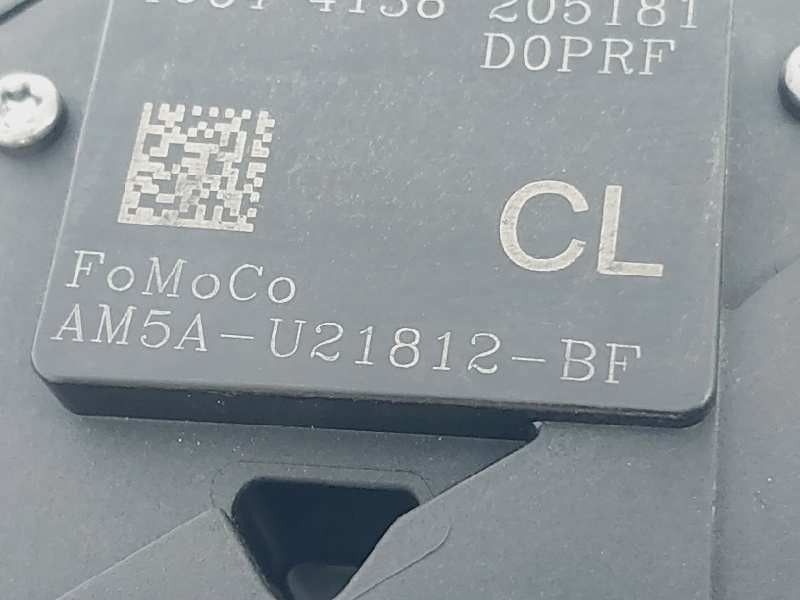 4138 205181
D0PRF
CL
FoMoCo
AM5A-U21812-BF